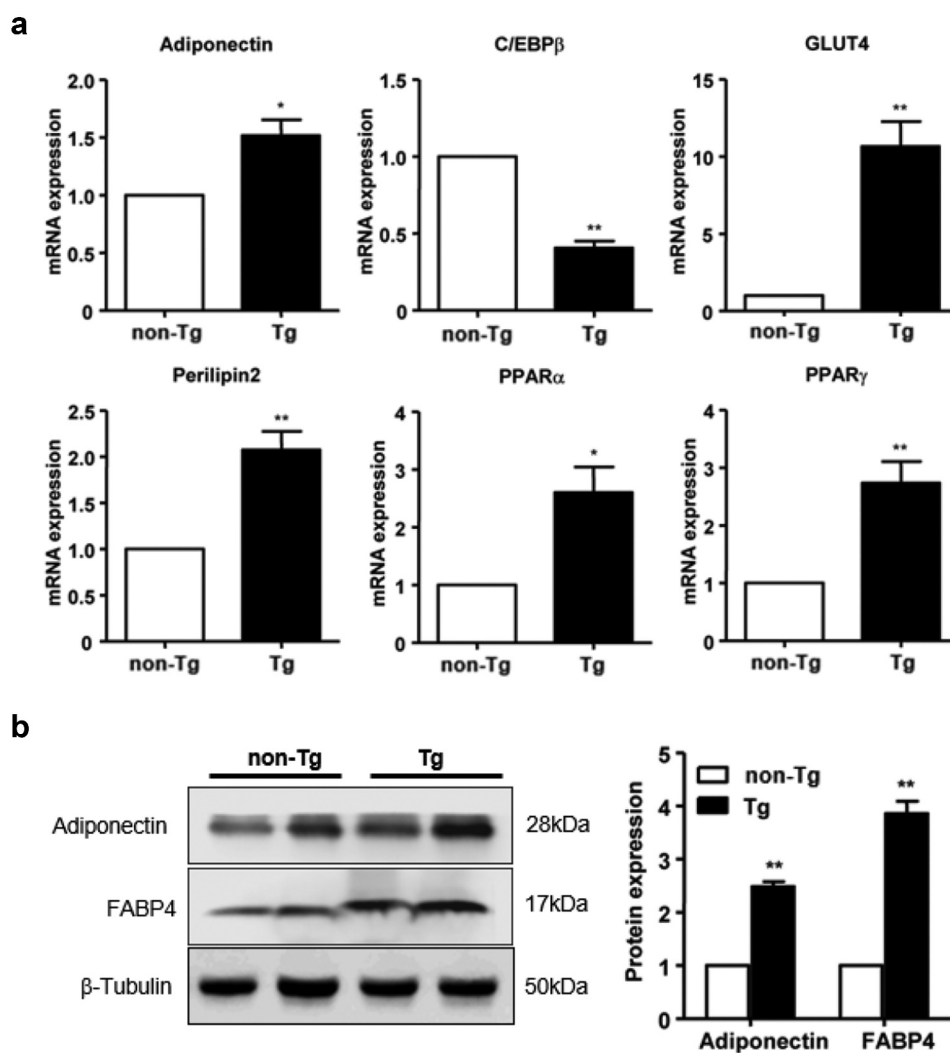 a
Adiponectin
C/EBPβ
GLUT4
mRNA expression
2.0
1.5
1.0
0.5
0
non-Tg
Tg
*
mRNA expression
1.5
1.0
0.5
0
non-Tg
Tg
**
mRNA expression
15
10
5
0
non-Tg
Tg
**
Perilipin2
PPARα
PPARγ
mRNA expression
2.5
2.0
1.5
1.0
0.5
0
non-Tg
Tg
**
mRNA expression
4
3
2
1
0
non-Tg
Tg
*
mRNA expression
4
3
2
1
0
non-Tg
Tg
**
b
non-Tg Tg
Adiponectin 28kDa
FABP4 17kDa
β-Tubulin 50kDa
Protein expression
5
4
3
2
1
0
non-Tg
Tg
**
**
Adiponectin FABP4